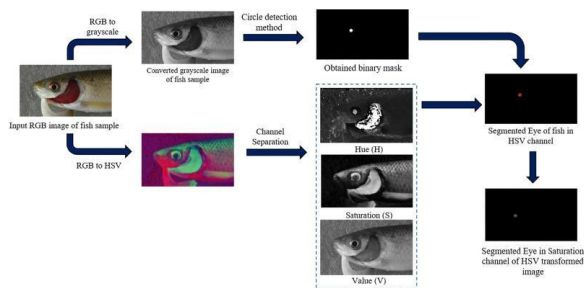 RGB to
grayscale
Converted grayscale image
of fish sample
Circle detection
method
Obtained binary mask
Input RGB image of fish sample
RGB to HSV
Channel
Separation
Hue (H)
Saturation (S)
Value (V)
Segmented Eye of fish in
HSV channel
Segmented Eye in Saturation
channel of HSV transformed
image